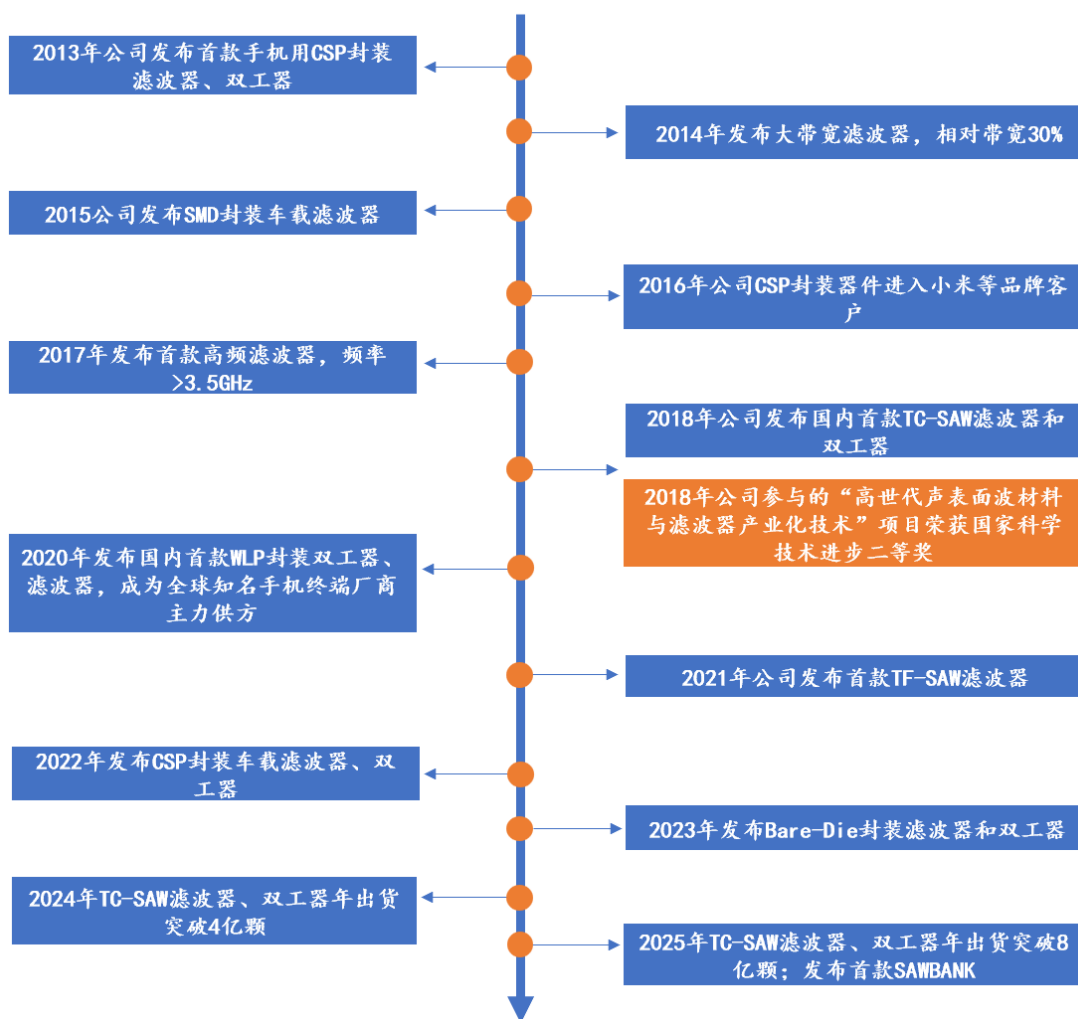 2013年公司发布首款手机用CSP封装
滤波器、双工器
2014年发布大带宽滤波器，相对带宽30%
2015公司发布SMD封装车载滤波器
2016年公司CSP封装器件进入小米等品牌客
户
2017年发布首款高频滤波器，频率
>3.5GHz
2018年公司发布国内首款TC-SAW滤波器和
双工器
2018年公司参与的“高世代声表面波材料
与滤波器产业化技术”项目荣获国家科学
技术进步二等奖
2020年发布国内首款WLP封装双工器、
滤波器，成为全球知名手机终端厂商
主力供方
2021年公司发布首款TF-SAW滤波器
2022年发布CSP封装车载滤波器、双
工器
2023年发布Bare-Die封装滤波器和双工器
2024年TC-SAW滤波器、双工器年出货
突破4亿颗
2025年TC-SAW滤波器、双工器年出货突破8
亿颗；发布首款SAWBANK